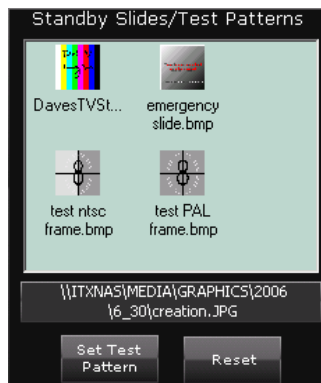 Standby Slides/Test Patterns
DavesTVSt...
emergency
slide.bmp
test ntsc
frame.bmp
test PAL
frame.bmp
\\ITXNAS\MEDIA\GRAPHICS\2006
\6_30\creation.JPG
Set Test
Pattern
Reset